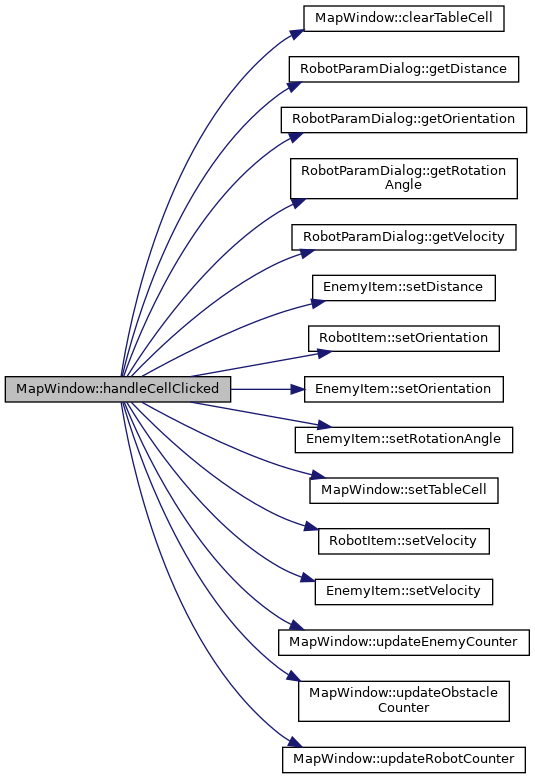 MapWindow::clearTableCell
RobotParamDialog::getDistance
RobotParamDialog::getOrientation
RobotParamDialog::getRotation
Angle
RobotParamDialog::getVelocity
EnemyItem::setDistance
RobotItem::setOrientation
MapWindow::handleCellClicked
EnemyItem::setOrientation
EnemyItem::setRotationAngle
MapWindow::setTableCell
RobotItem::setVelocity
EnemyItem::setVelocity
MapWindow::updateEnemyCounter
MapWindow::updateObstacle
Counter
MapWindow::updateRobotCounter